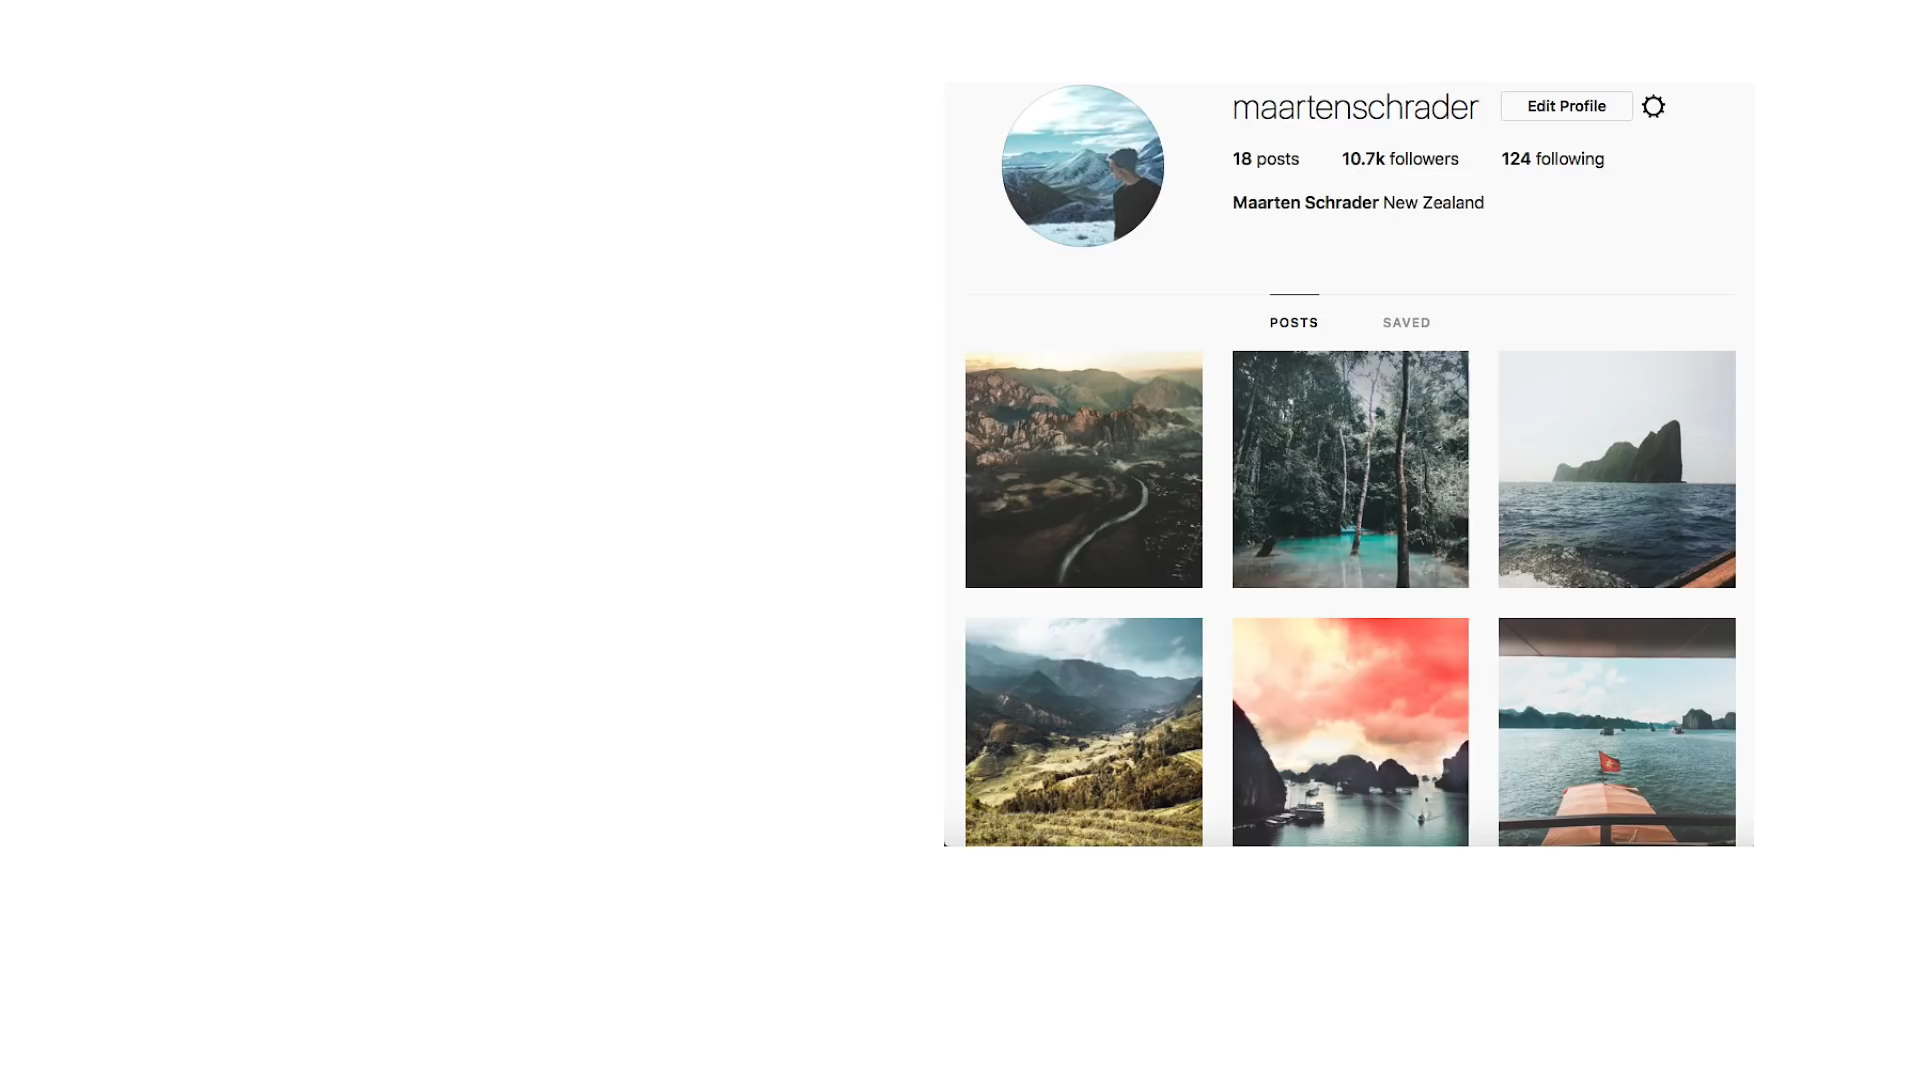 maartenschrader Edit Profile
18 posts 10.7k followers 124 following
Maarten Schrader New Zealand
POSTS SAVED